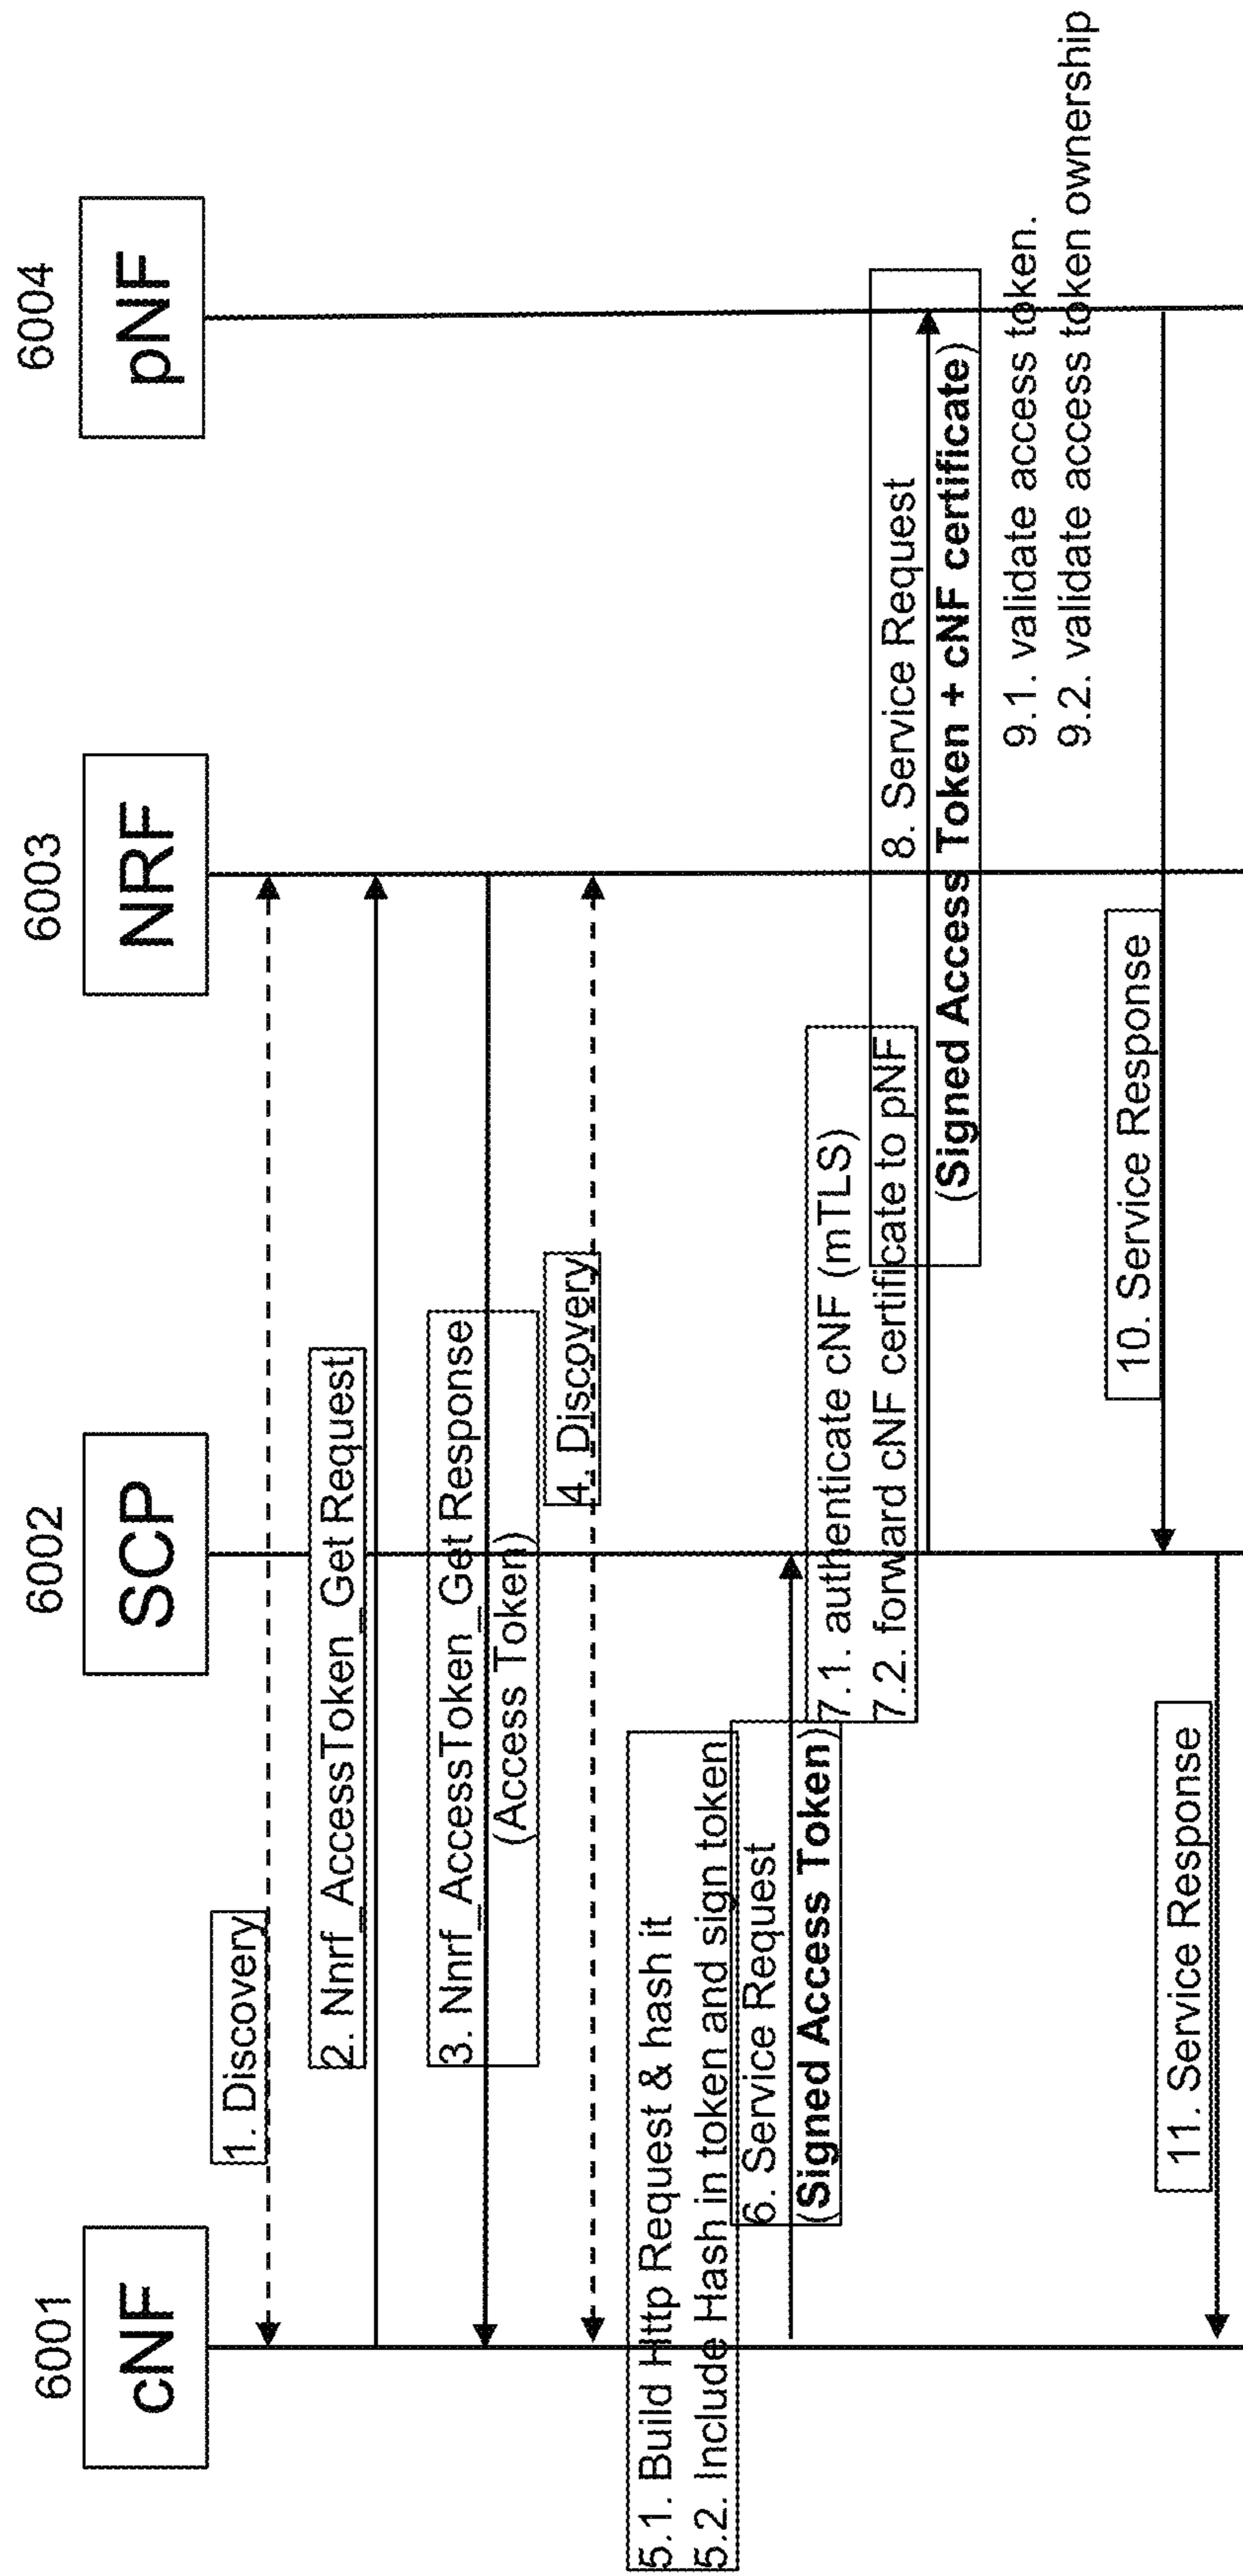 6001
6002
6003
6004
cNF
SCP
NRF
pNF
1. Discovery
2. Nnrf_AccessToken_Get Request
3. Nnrf_AccessToken_Get Response
(Access Token)
4. Discovery
5.1. Build Http Request & hash it
5.2. Include Hash in token and sign token
6. Service Request
(Signed Access Token)
7.1. authenticate cNF (mTLS)
7.2. forward cNF certificate to pNF
8. Service Request
(Signed Access Token + cNF certificate)
9.1. validate access token.
9.2. validate access token ownership
10. Service Response
11. Service Response